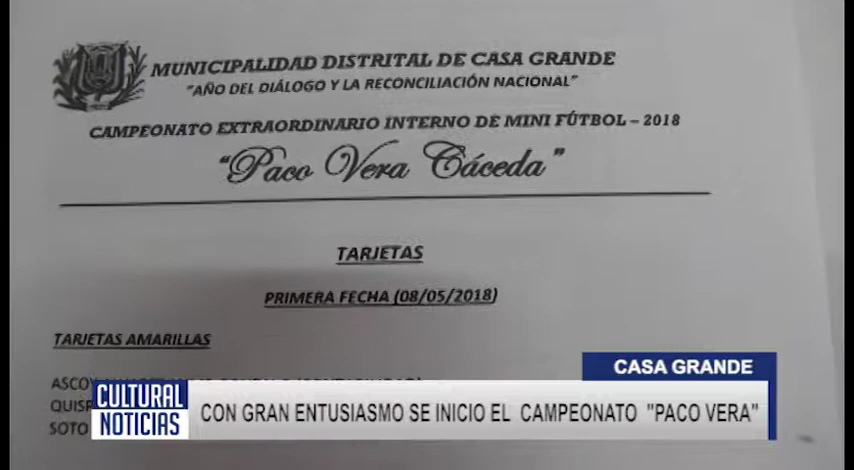 MUNICIPALIDAD DISTRITAL DE CASA GRANDE
"AÑO DEL DIÁLOGO Y LA RECONCILIACIÓN NACIONAL"
CAMPEONATO EXTRAORDINARIO INTERNO DE MINI FÚTBOL – 2018
"Paco Vera Cáceda"
TARJETAS
PRIMERA FECHA (08/05/2018)
TARJETAS AMARILLAS
SOTO
CASA GRANDE
CULTURAL
NOTICIAS
CON GRAN ENTUSIASMO SE INICIO EL CAMPEONATO "PACO VERA"